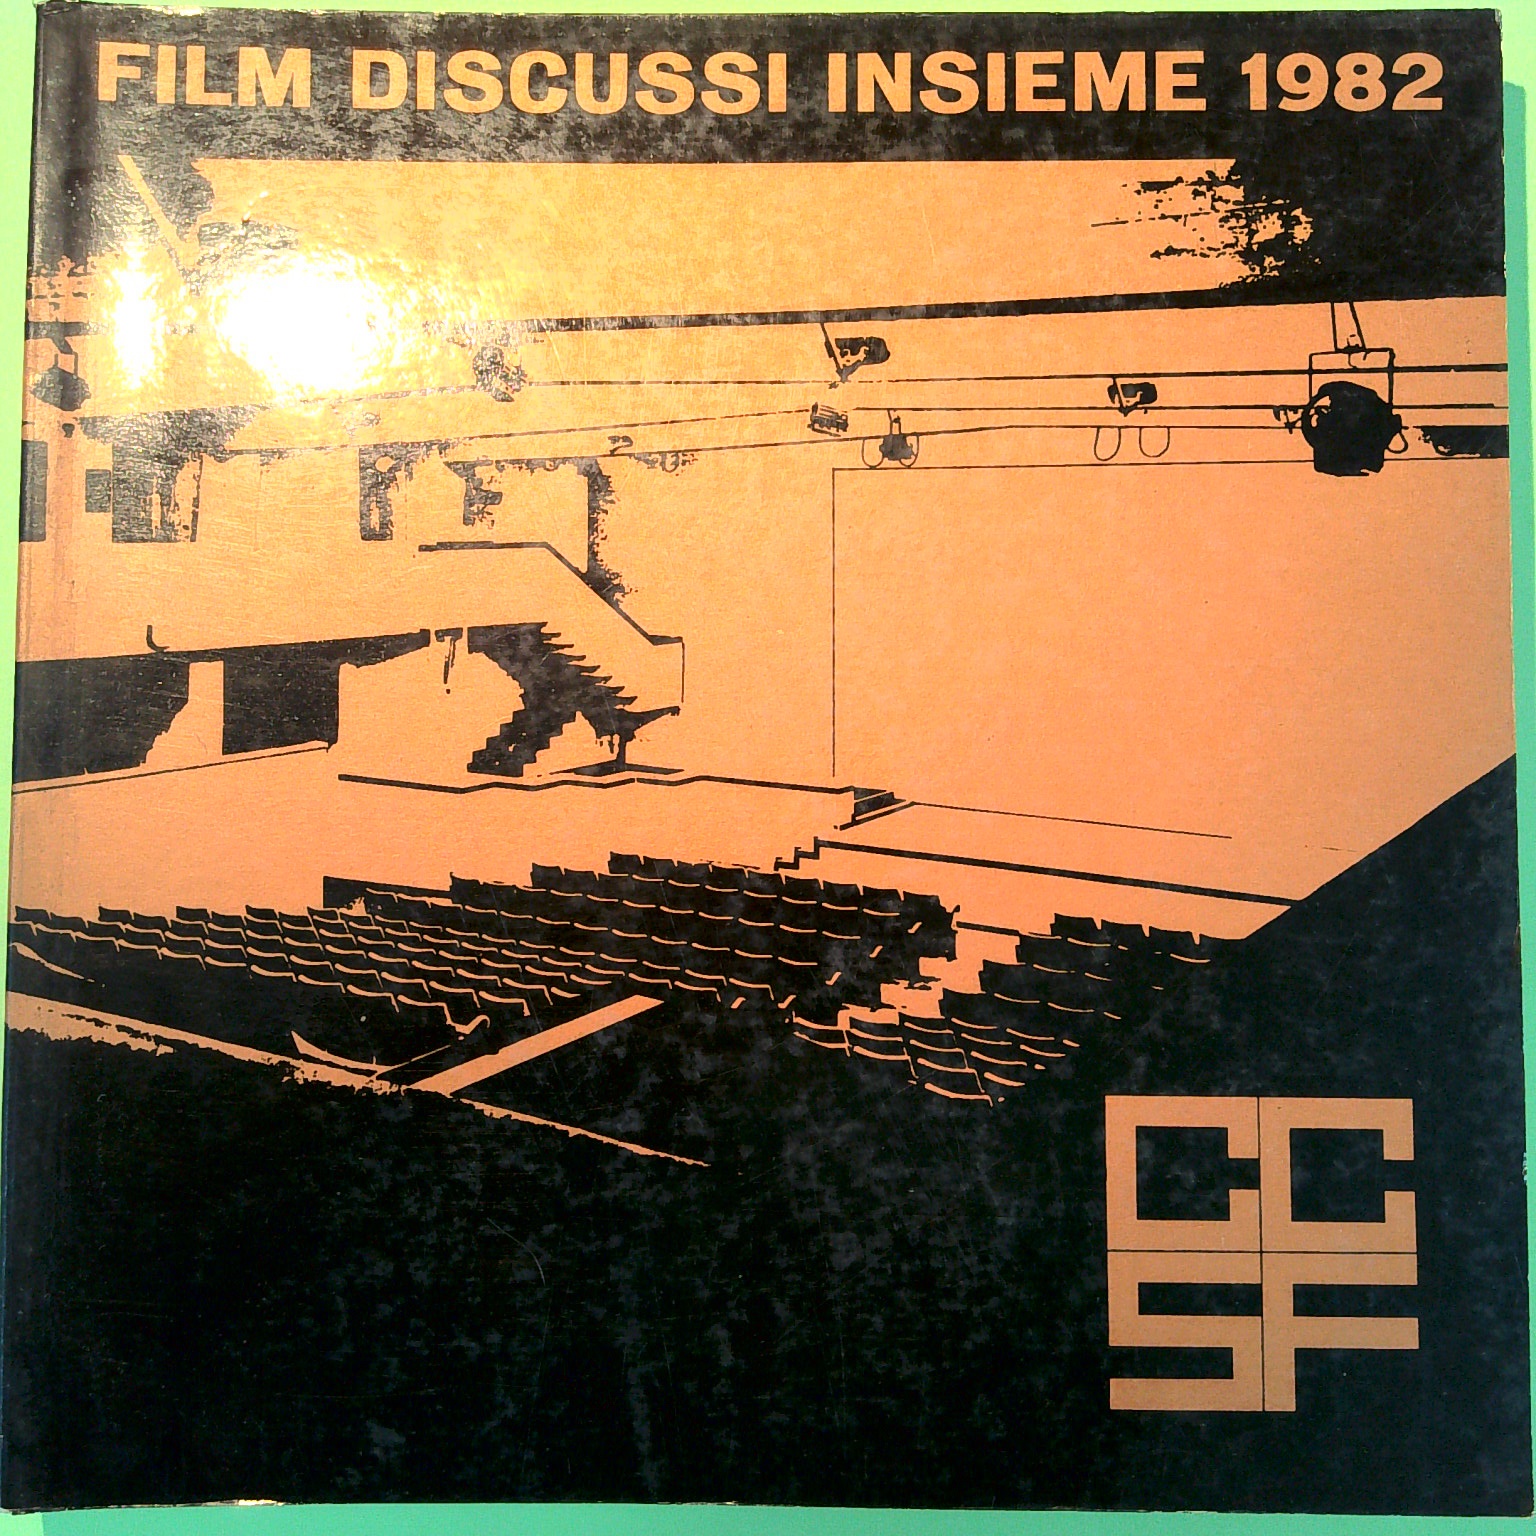 FILM DISCUSSI INSIEME 1982
CC
SF